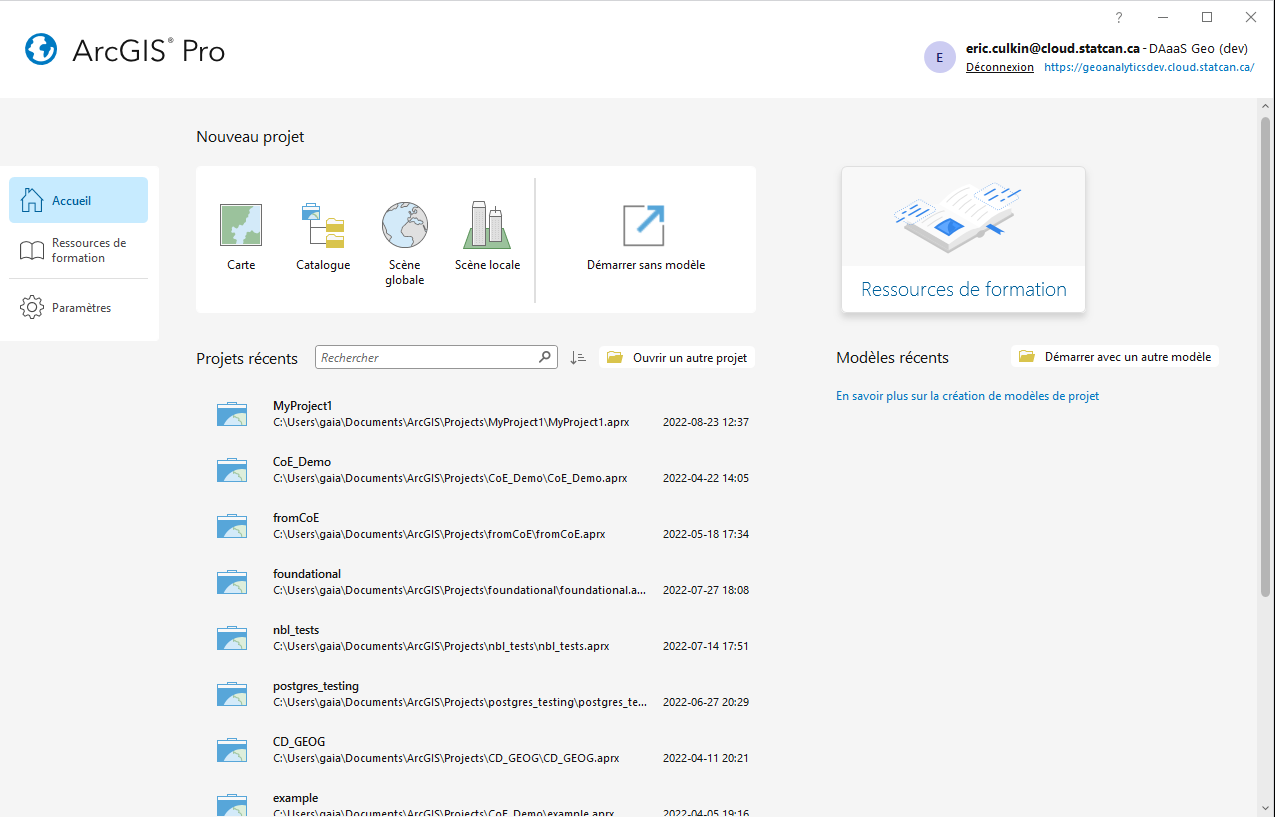 ?
ArcGIS® Pro
E
eric.culkin@cloud.statcan.ca - DAaaS Geo (dev)
Déconnexion https://geoanalyticsdev.cloud.statcan.ca/
Accueil
Ressources de
formation
Paramètres
Nouveau projet
Carte
Catalogue
Scène
globale
Scène locale
Démarrer sans modèle
Ressources de formation
Projets récents
Rechercher
Ouvrir un autre projet
Modèles récents
Démarrer avec un autre modèle
En savoir plus sur la création de modèles de projet
MyProject1
C:\Users\gaia\Documents\ArcGIS\Projects\MyProject1\MyProject1.aprx 2022-08-23 12:37
CoE_Demo
C:\Users\gaia\Documents\ArcGIS\Projects\CoE_Demo\CoE_Demo.aprx 2022-04-22 14:05
fromCoE
C:\Users\gaia\Documents\ArcGIS\Projects\fromCoE\fromCoE.aprx 2022-05-18 17:34
foundational
C:\Users\gaia\Documents\ArcGIS\Projects\foundational\foundational.a... 2022-07-27 18:08
nbl_tests
C:\Users\gaia\Documents\ArcGIS\Projects\nbl_tests\nbl_tests.aprx 2022-07-14 17:51
postgres_testing
C:\Users\gaia\Documents\ArcGIS\Projects\postgres_testing\postgres_te... 2022-06-27 20:29
CD_GEOG
C:\Users\gaia\Documents\ArcGIS\Projects\CD_GEOG\CD_GEOG.aprx 2022-04-11 20:21
example
C:\Users\gaia\Documents\ArcGIS\Projects\CoE_Demo\example.aprx 2022-04-05 19:16